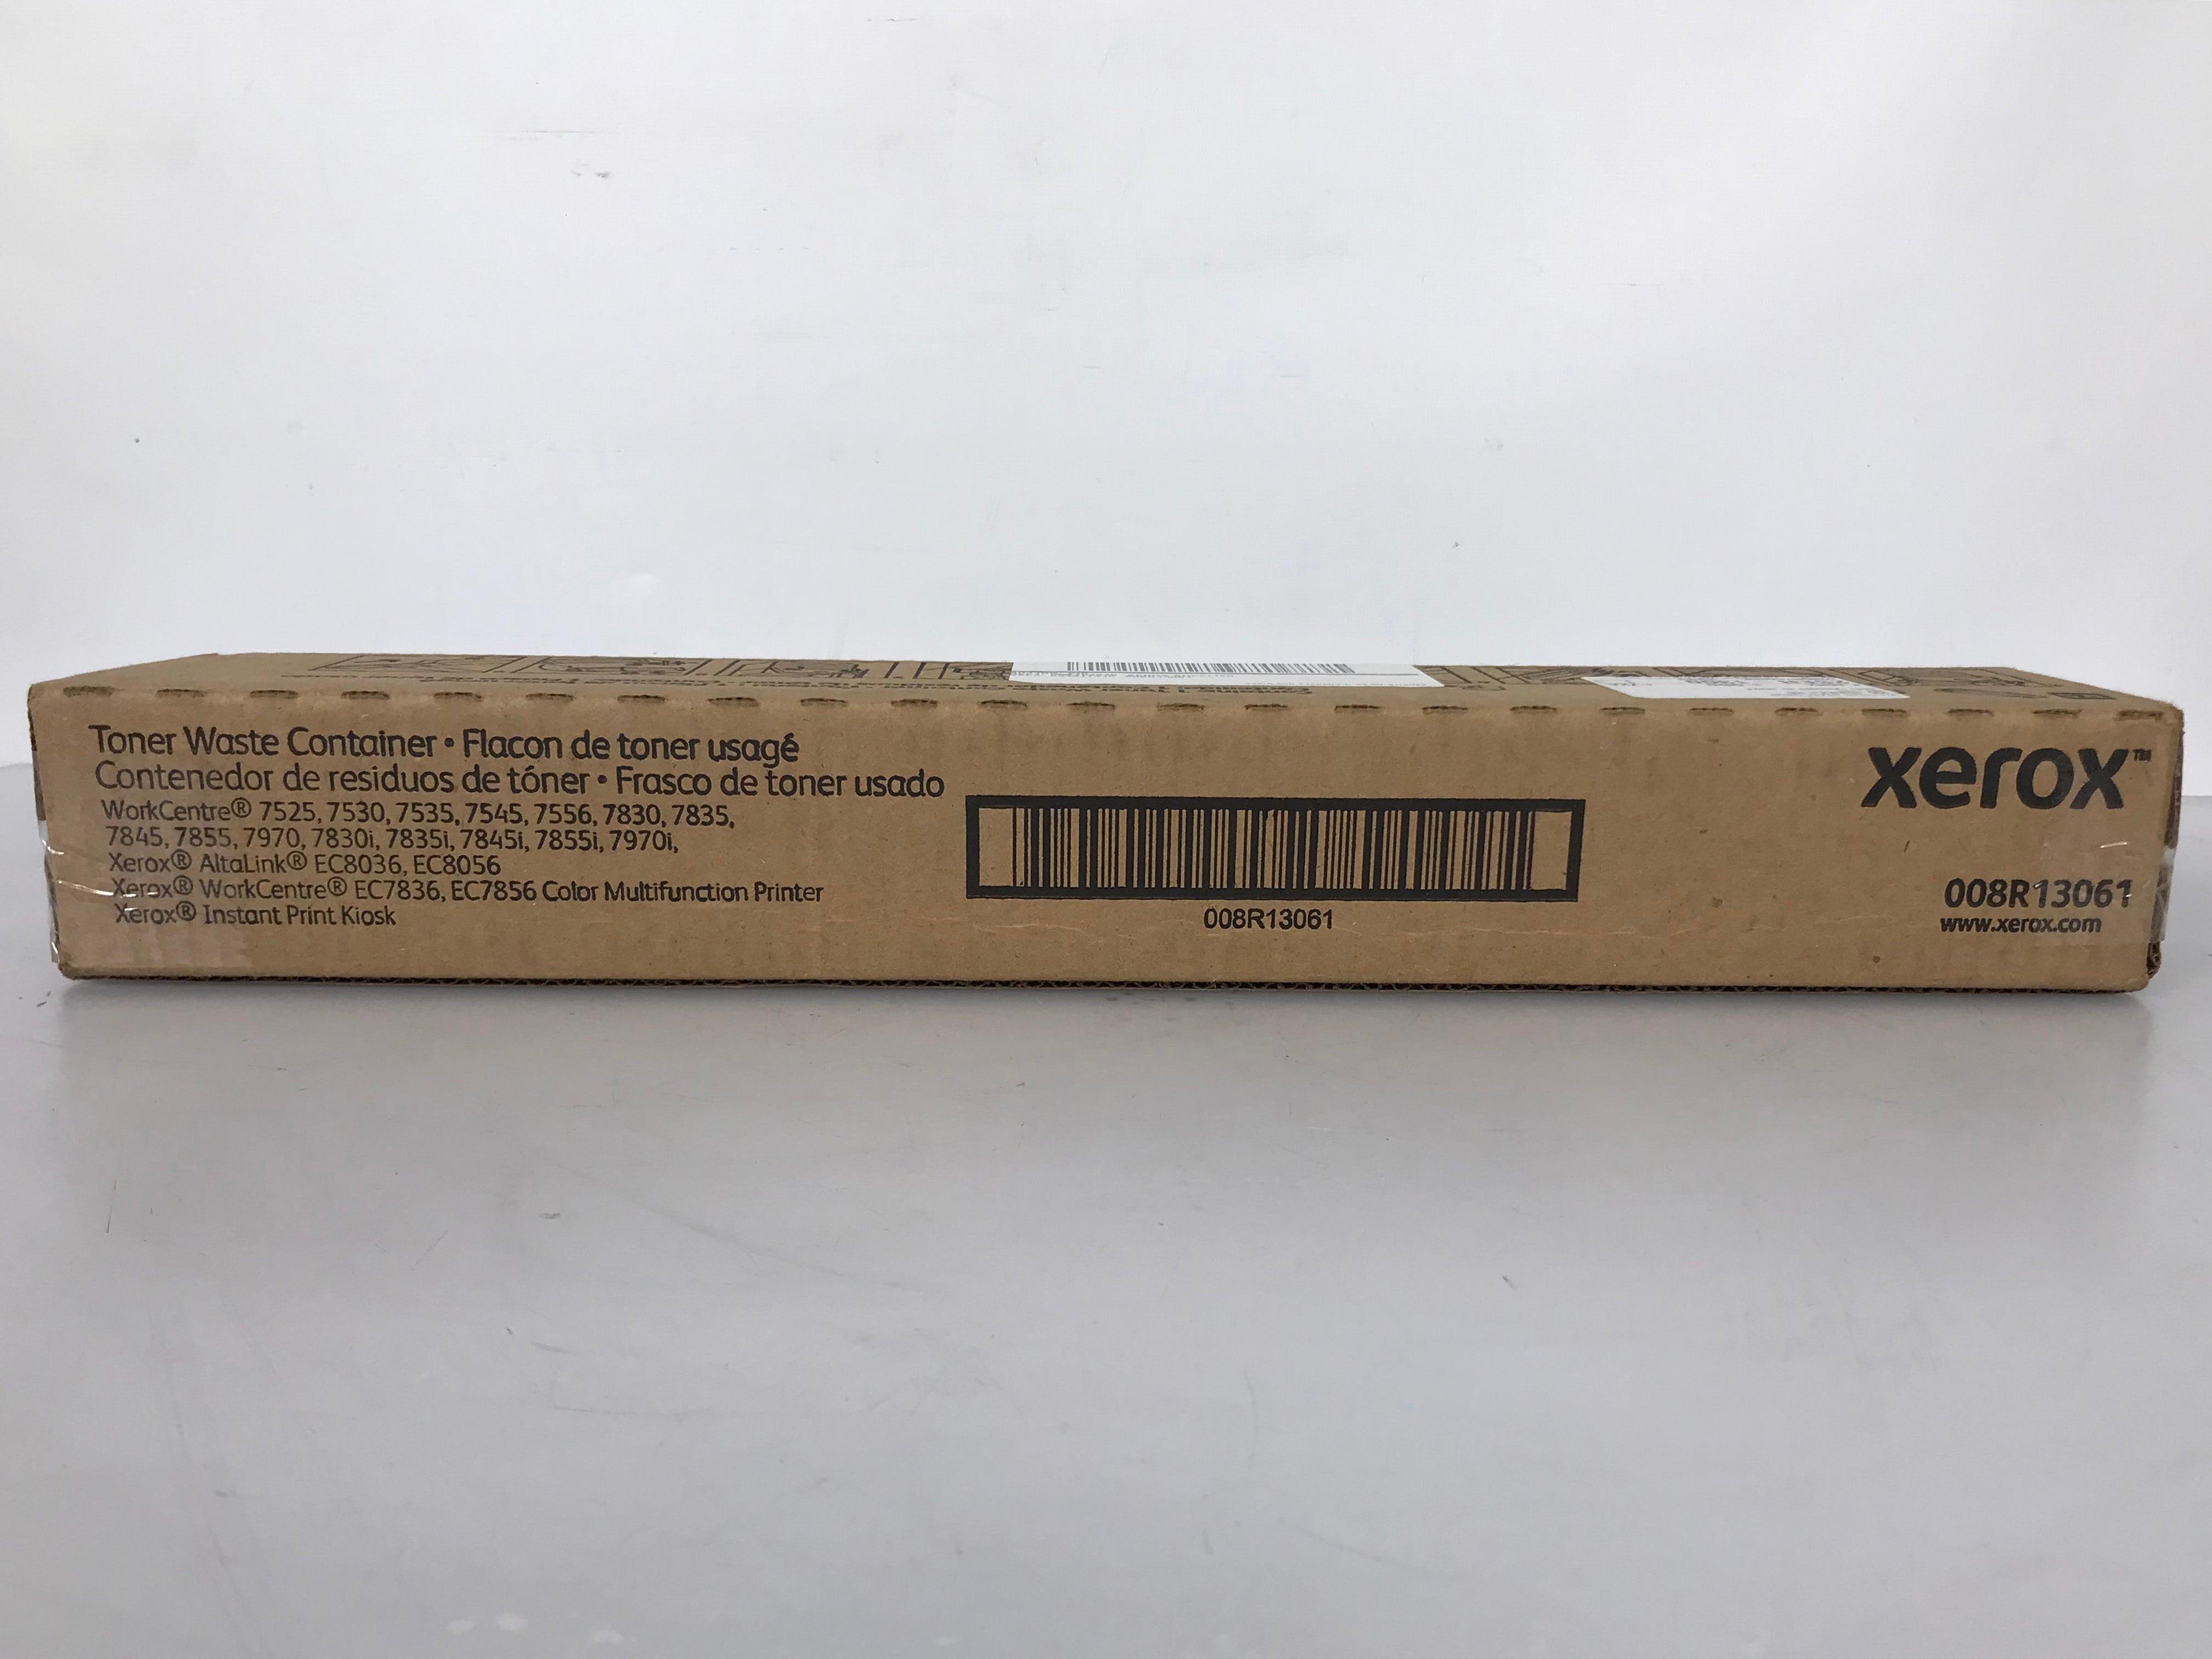 Toner Waste Container • Flacon de toner usagé
Contenedor de residuos de tóner • Frasco de toner usado
WorkCentre® 7525, 7530, 7535, 7545, 7556, 7830, 7835,
7845, 7855, 7970, 7830i, 7835i, 7845i, 7855i, 7970i,
Xerox® AltaLink® EC8036, EC8056
Xerox® WorkCentre® EC7836, EC7856 Color Multifunction Printer
Xerox® Instant Print Kiosk
008R13061
xerox™
008R13061
www.xerox.com